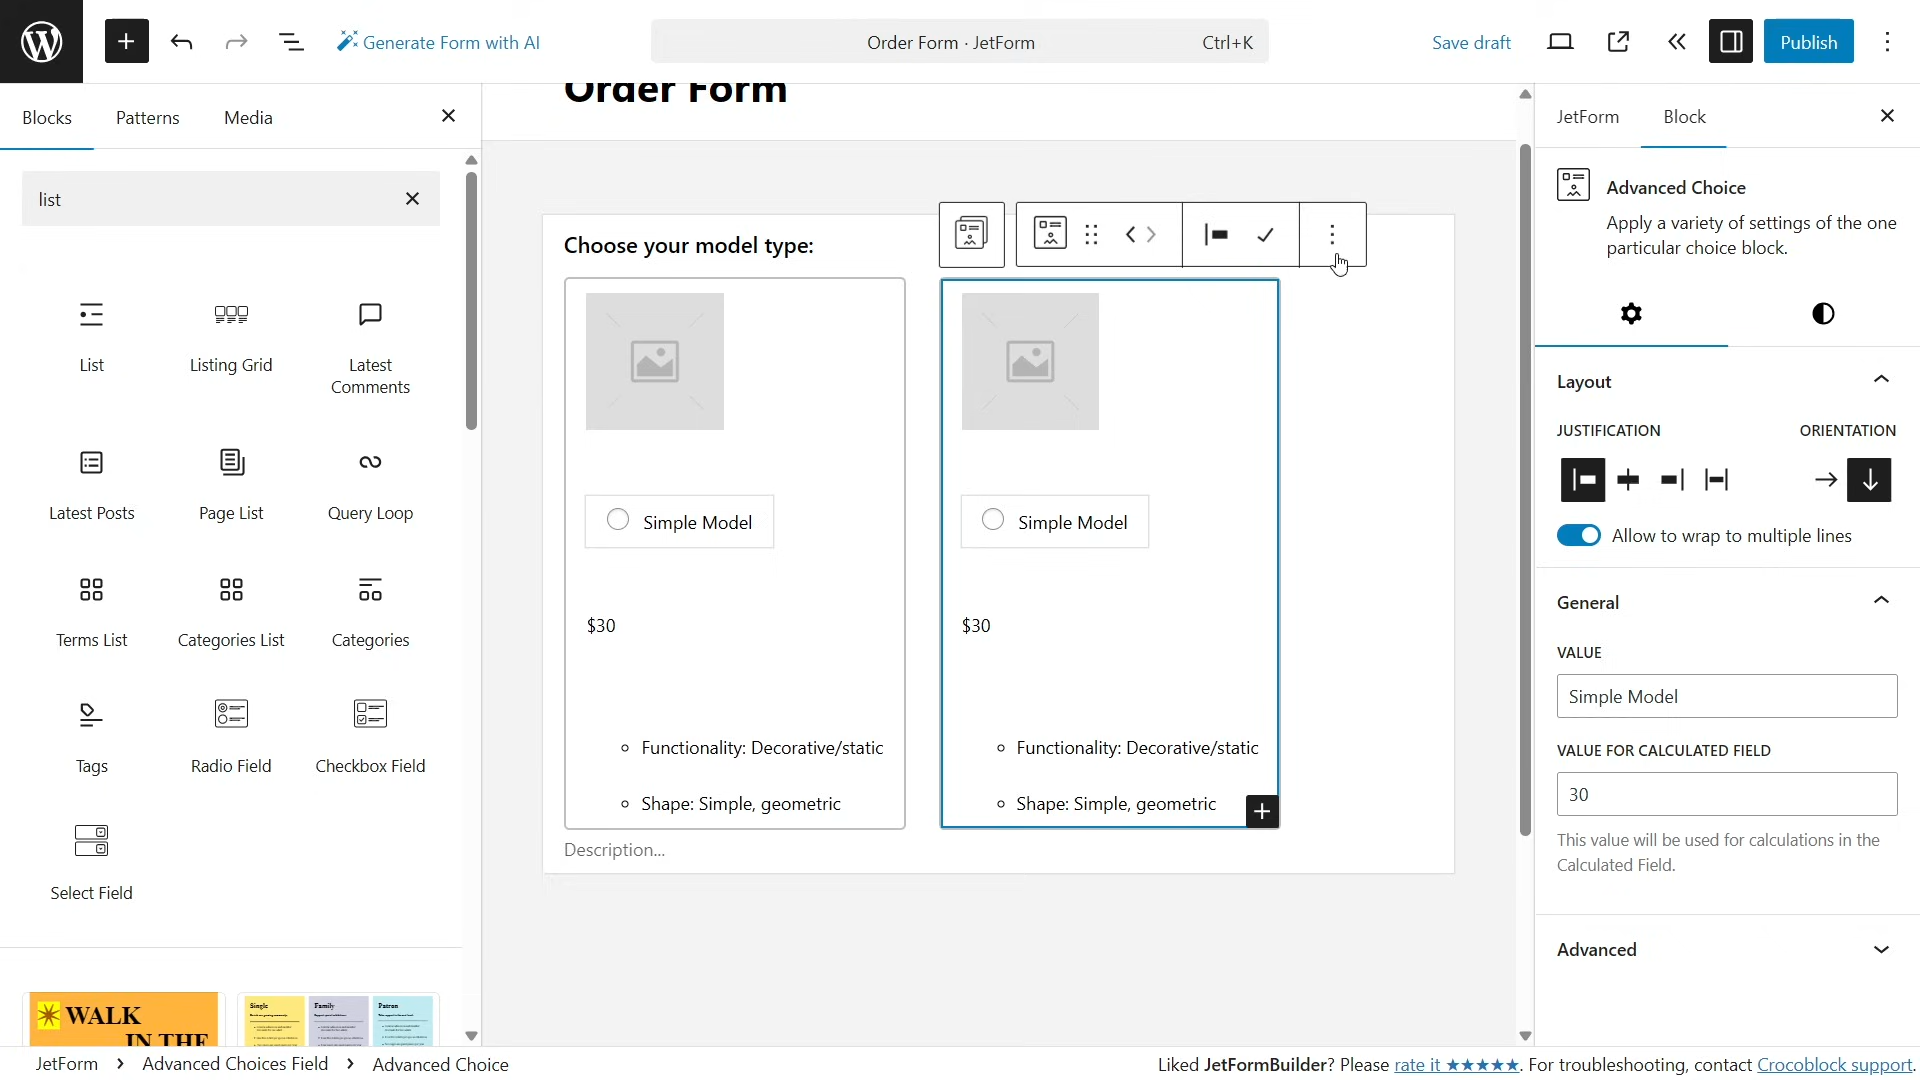 Generate Form with AI
Order Form · JetForm
Ctrl+K
Save draft
Publish
Blocks
Patterns
Media
list
List
Listing Grid
Latest
Comments
Latest Posts
Page List
Query Loop
Terms List
Categories List
Categories
Tags
Radio Field
Checkbox Field
Select Field
WALK
IN THE
Single
Family
Patron
Order Form
Choose your model type:
Simple Model
$30
Functionality: Decorative/static
Shape: Simple, geometric
Simple Model
$30
Functionality: Decorative/static
Shape: Simple, geometric
Description...
JetForm
Block
Advanced Choice
Apply a variety of settings of the one
particular choice block.
Layout
JUSTIFICATION
ORIENTATION
Allow to wrap to multiple lines
General
VALUE
Simple Model
VALUE FOR CALCULATED FIELD
30
This value will be used for calculations in the
Calculated Field.
Advanced
JetForm › Advanced Choices Field › Advanced Choice
Liked JetFormBuilder? Please rate it ★★★★★. For troubleshooting, contact Crocoblock support.